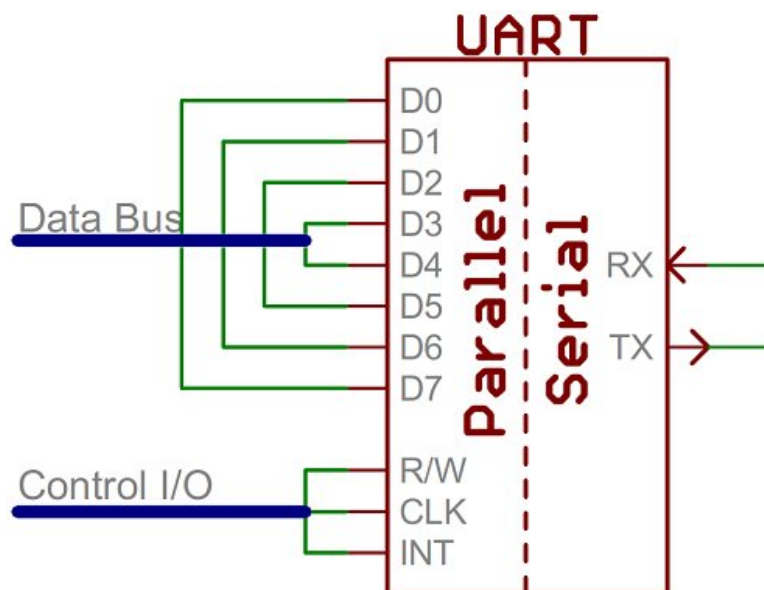 UART
D0
D1
D2
Data Bus
D3
D4
D5
D6
D7
Parallel
Serial
RX
TX
Control I/O
R/W
CLK
INT